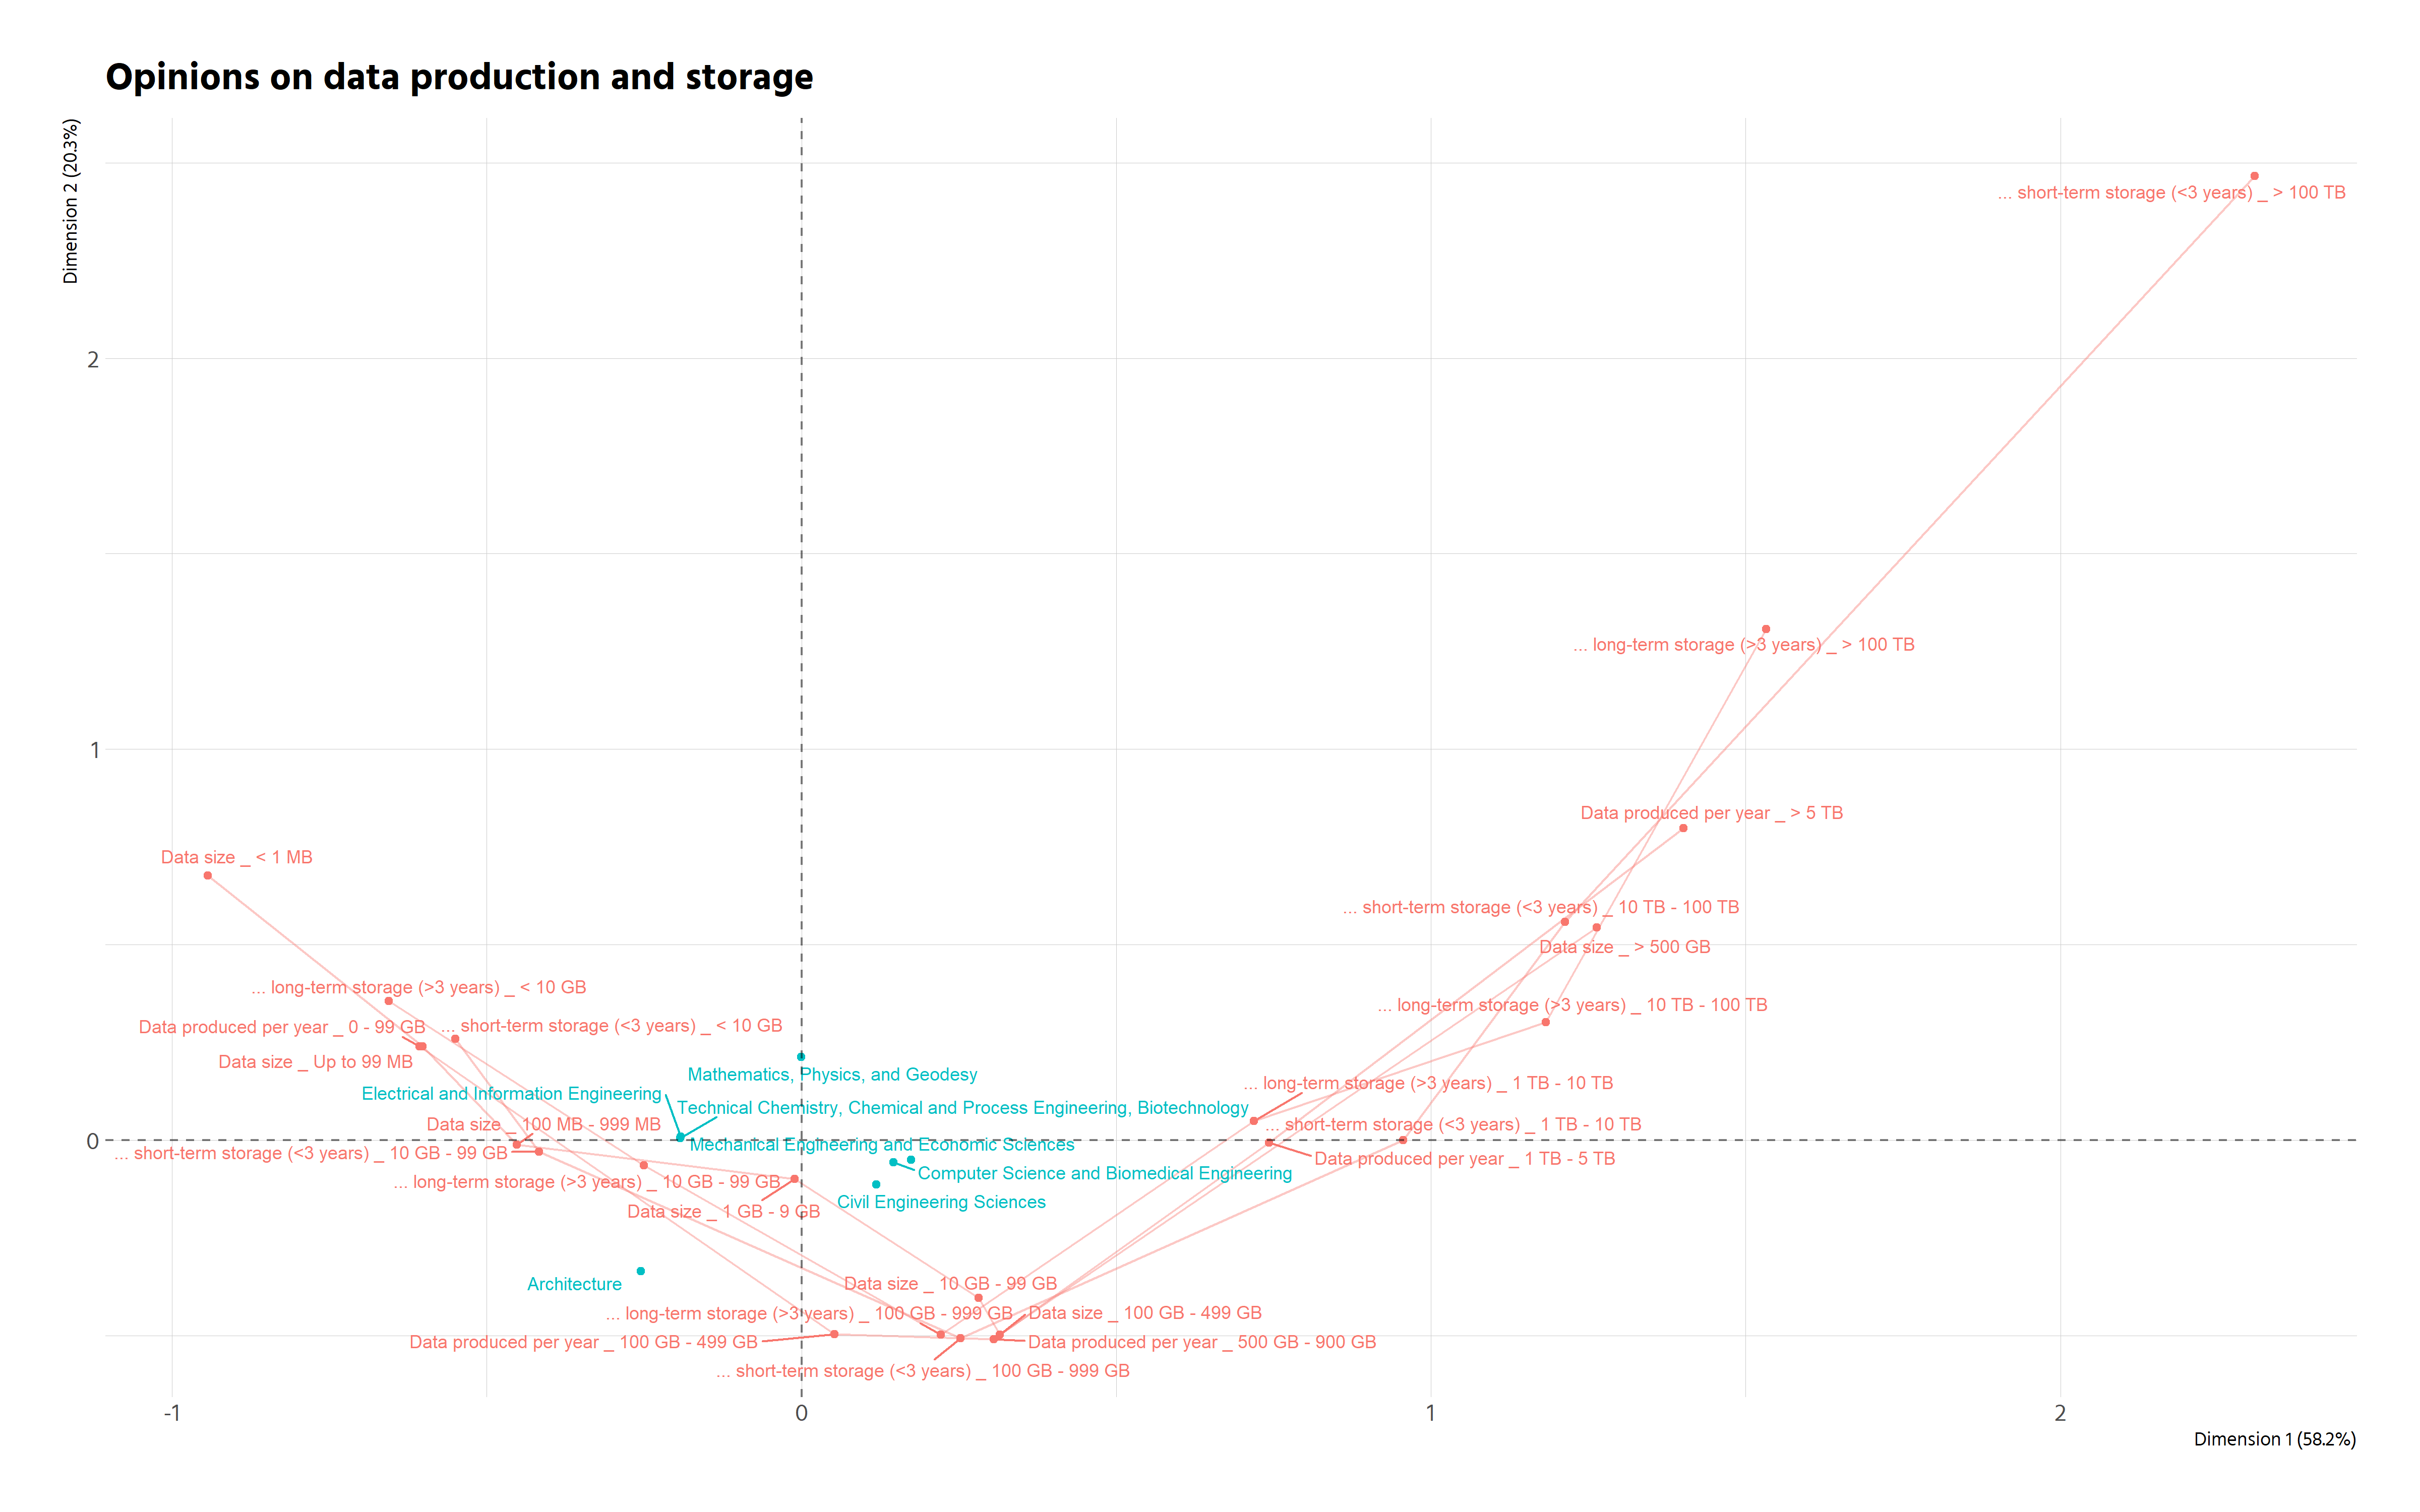 Opinions on data production and storage
Dimension 2 (20.3%)
... short-term storage (<3 years) _ > 100 TB
2
... long-term storage (>3 years) _ > 100 TB
1
Data produced per year _ > 5 TB
Data size _ < 1 MB
... short-term storage (<3 years) _ 10 TB - 100 TB
Data size _ > 500 GB
... long-term storage (>3 years) _ < 10 GB
... long-term storage (>3 years) _ 10 TB - 100 TB
Data produced per year _ 0 - 99 GB
... short-term storage (<3 years) _ < 10 GB
Data size _ Up to 99 MB
Mathematics, Physics, and Geodesy
... long-term storage (>3 years) _ 1 TB - 10 TB
Electrical and Information Engineering
Technical Chemistry, Chemical and Process Engineering, Biotechnology
Data size _ 100 MB - 999 MB
... short-term storage (<3 years) _ 1 TB - 10 TB
0
Mechanical Engineering and Economic Sciences
... short-term storage (<3 years) _ 10 GB - 99 GB
Data produced per year _ 1 TB - 5 TB
Computer Science and Biomedical Engineering
... long-term storage (>3 years) _ 10 GB - 99 GB
Civil Engineering Sciences
Data size _ 1 GB - 9 GB
Architecture
Data size _ 10 GB - 99 GB
... long-term storage (>3 years) _ 100 GB - 999 GB
Data size _ 100 GB - 499 GB
Data produced per year _ 100 GB - 499 GB
Data produced per year _ 500 GB - 900 GB
... short-term storage (<3 years) _ 100 GB - 999 GB
-1
0
1
2
Dimension 1 (58.2%)